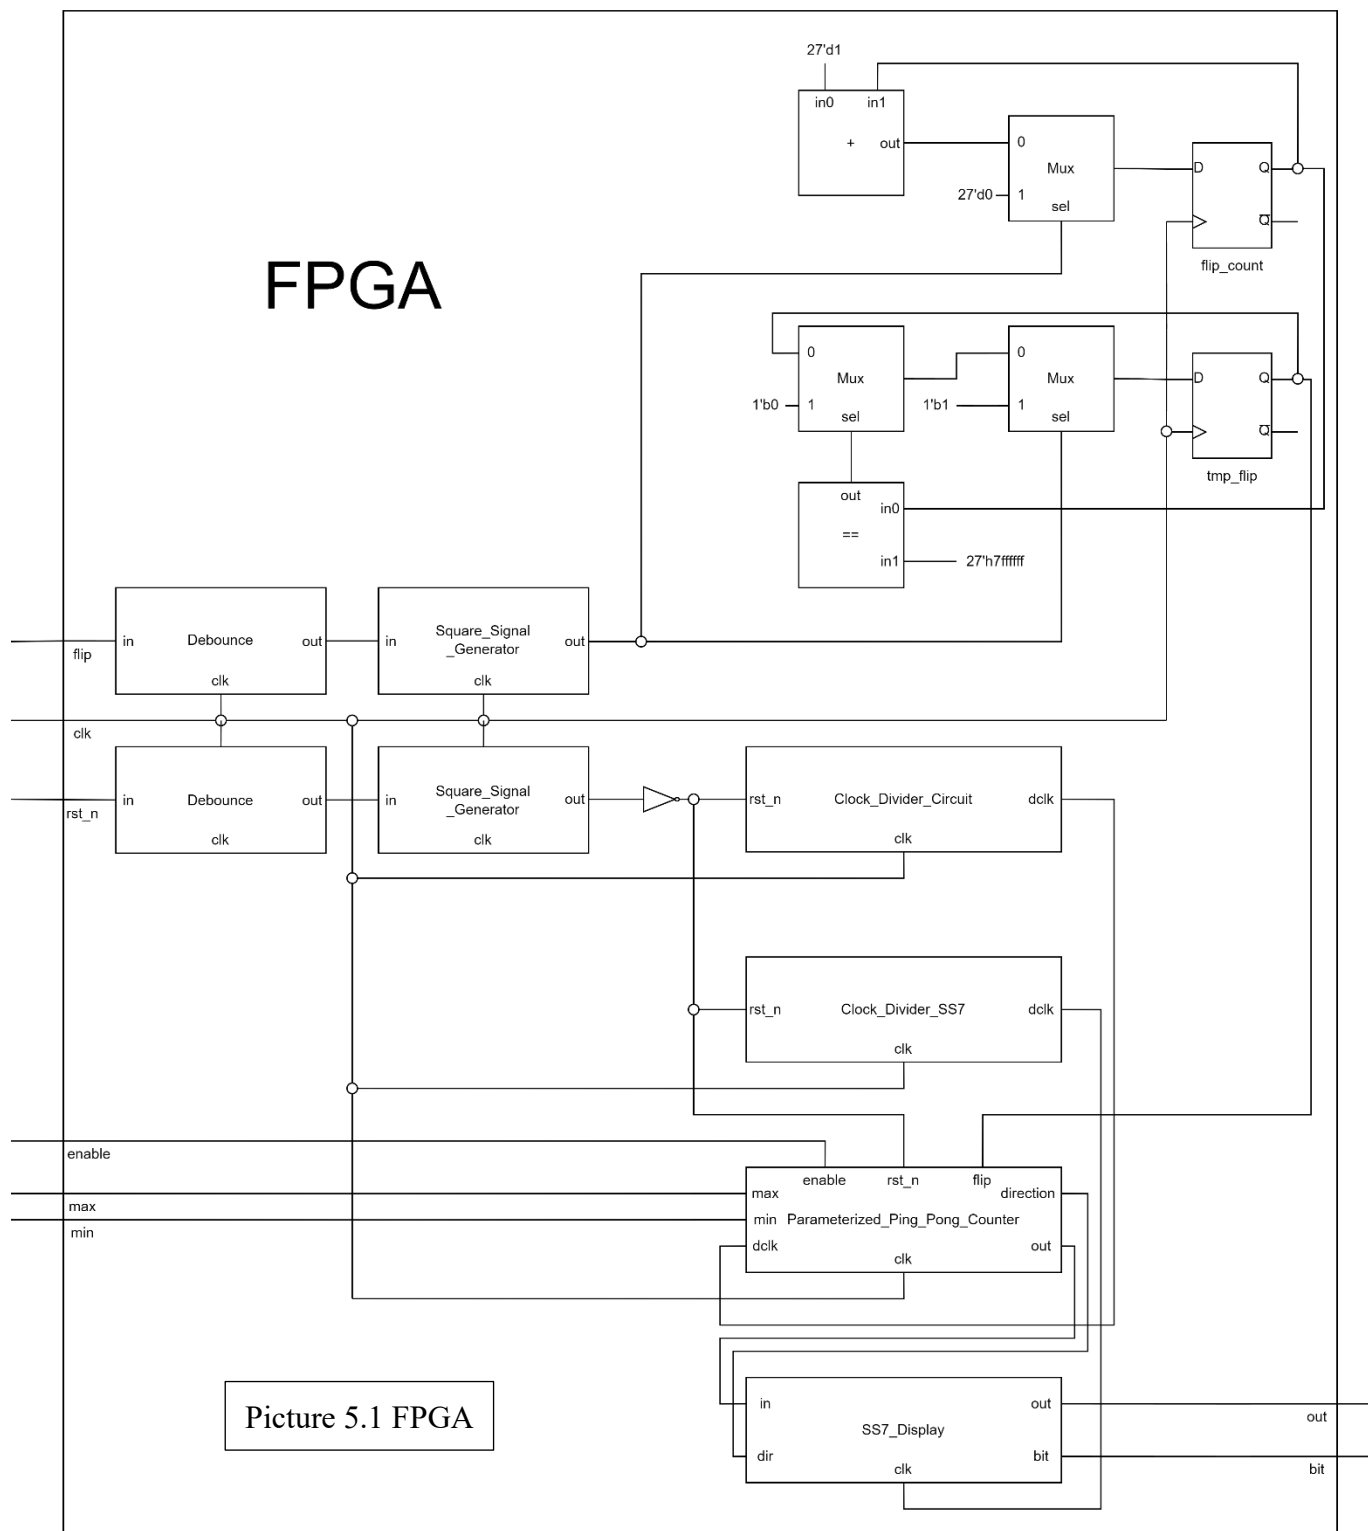 27'd1
in0 in1
+ out
0
Mux
27'd0 1
sel
D Q
Q
flip_count
FPGA
0
Mux
1'b0 1
sel
0
Mux
1'b1 1
sel
D Q
Q
tmp_flip
out
in0
==
in1 27'h7ffffff
flip
in Debounce out
clk
in Square_Signal
_Generator
out
clk
clk
rst_n
in Debounce out
clk
in Square_Signal
_Generator
out
clk
rst_n Clock_Divider_Circuit dclk
clk
rst_n Clock_Divider_SS7 dclk
clk
enable
max
min
enable rst_n flip
max direction
min Parameterized_Ping_Pong_Counter
dclk out
clk
Picture 5.1 FPGA
in out
SS7_Display
dir bit
clk
out
bit